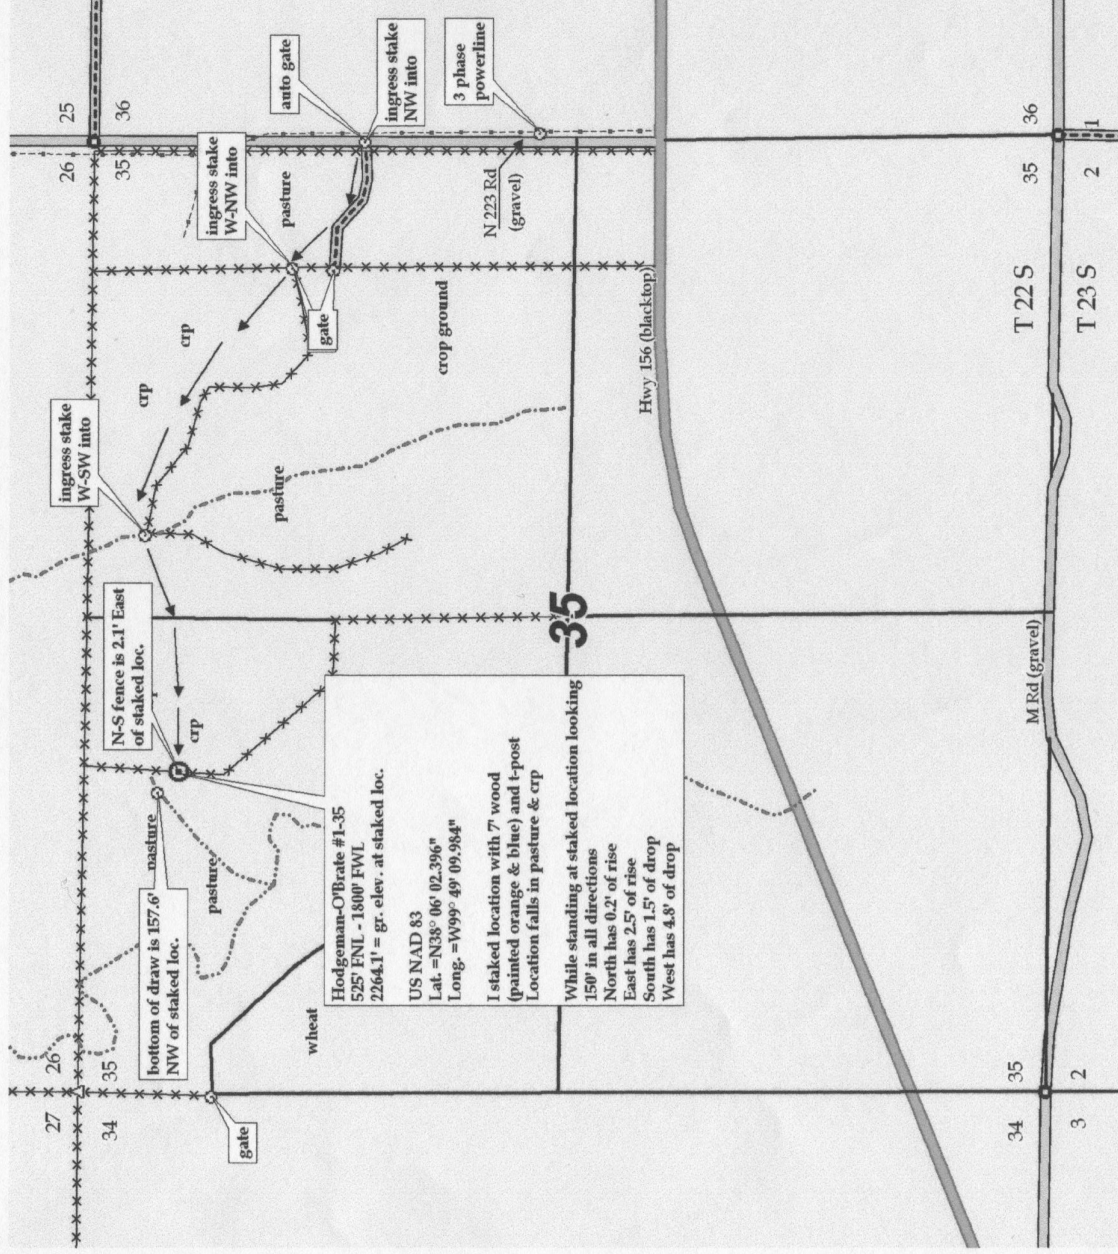 27
26
34
35
26
25
35
36
bottom of draw is 157.6'
NW of staked loc.
N-S fence is 2.1' East
of staked loc.
ingress stake
W-SW into
ingress stake
W-NW into
auto gate
ingress stake
NW into
3 phase
powerline
pasture
pasture
crp
crp
crp
pasture
pasture
gate
gate
wheat
crop ground
N 223 Rd
(gravel)
Hodgeman-O'Brate #1-35
525' FNL - 1800' FWL
2264.1' = gr. elev. at staked loc.
US NAD 83
Lat. =N38° 06' 02.396"
Long. =W99° 49' 09.984"
I staked location with 7' wood
(painted orange & blue) and t-post
Location falls in pasture & crp
While standing at staked location looking
150' in all directions
North has 0.2' of rise
East has 2.5' of rise
South has 1.5' of drop
West has 4.8' of drop
35
Hwy 156 (blacktop)
M Rd (gravel)
T 22 S
T 23 S
34
35
3
2
35
36
2
1